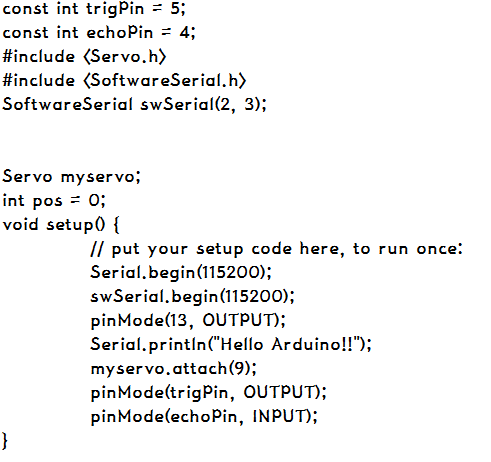 const int trigPin = 5;
const int echoPin = 4;
#include <Servo.h>
#include <SoftwareSerial.h>
SoftwareSerial swSerial(2, 3);
Servo myservo;
int pos = 0;
void setup() {
// put your setup code here, to run once:
Serial.begin(115200);
swSerial.begin(115200);
pinMode(13, OUTPUT);
Serial.println("Hello Arduino!!");
myservo.attach(9);
pinMode(trigPin, OUTPUT);
pinMode(echoPin, INPUT);
}